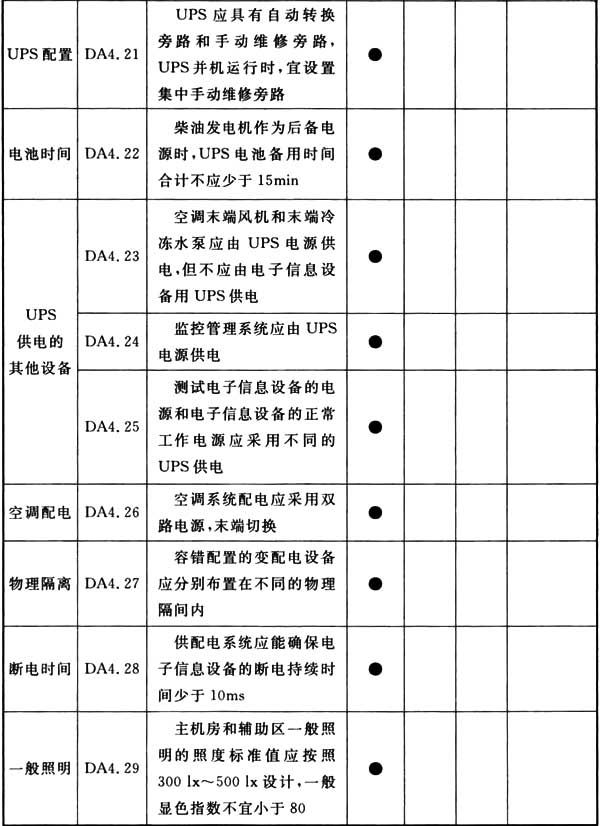 UPS 应具有自动转换
旁路和手动维修旁路，
UPS 配置 DA4.21 UPS并机运行时，宜设置 ●
集中手动维修旁路
柴油发电机作为后备电
电池时间 DA4.22 源时，UPS 电池备用时间 ●
合计不应少于 15min
空调末端风机和末端冷
DA4.23 冻水泵应由 UPS 电源供 ●
电，但不应由电子信息设
备用 UPS供电
UPS
供电的
其他设备
DA4.24 监控管理系统应由 UPS ●
电源供电
测试电子信息设备的电
DA4.25 源和电子信息设备的正常 ●
工作电源应采用不同的
UPS供电
空调配电 DA4.26 空调系统配电应采用双 ●
路电源，末端切换
容错配置的变配电设备
物理隔离 DA4.27 应分别布置在不同的物理 ●
隔间内
供配电系统应能确保电
断电时间 DA4.28 子信息设备的断电持续时 ●
间少于 10ms
主机房和辅助区一般照
明的照度标准值应按照
一般照明 DA4.29 300 lx～500 lx 设计，一般 ●
显色指数不宜小于 80